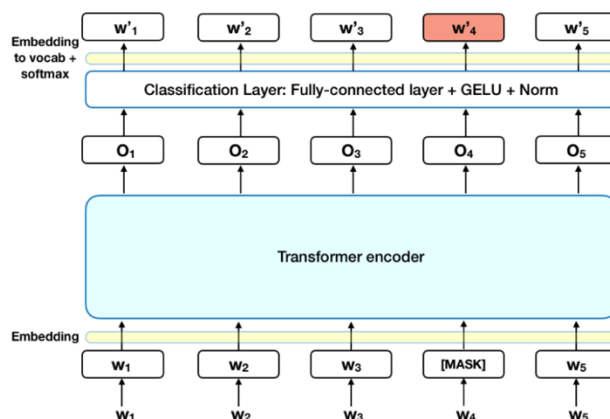 w'1 w'2 w'3 w'4 w'5
Embedding
to vocab +
softmax
Classification Layer: Fully-connected layer + GELU + Norm
O1 O2 O3 O4 O5
Transformer encoder
Embedding
w1 w2 w3 [MASK] w5
w1 w2 w3 w4 w5